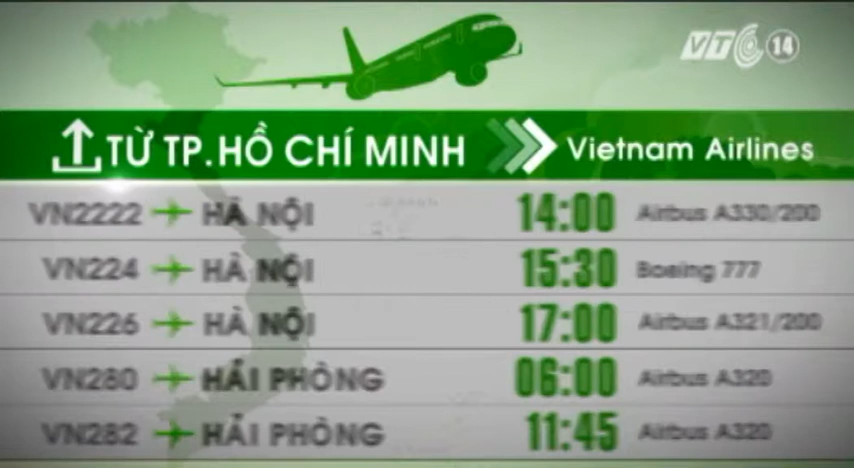 VTC 14
TỪ TP.HỒ CHÍ MINH Vietnam Airlines
VN2222 HÀ NỘI 14:00 Airbus A330/200
VN224 HÀ NỘI 15:30 Boeing 777
VN226 HÀ NỘI 17:00 Airbus A321/200
VN280 HẢI PHÒNG 06:00 Airbus A320
VN282 HẢI PHÒNG 11:45 Airbus A320